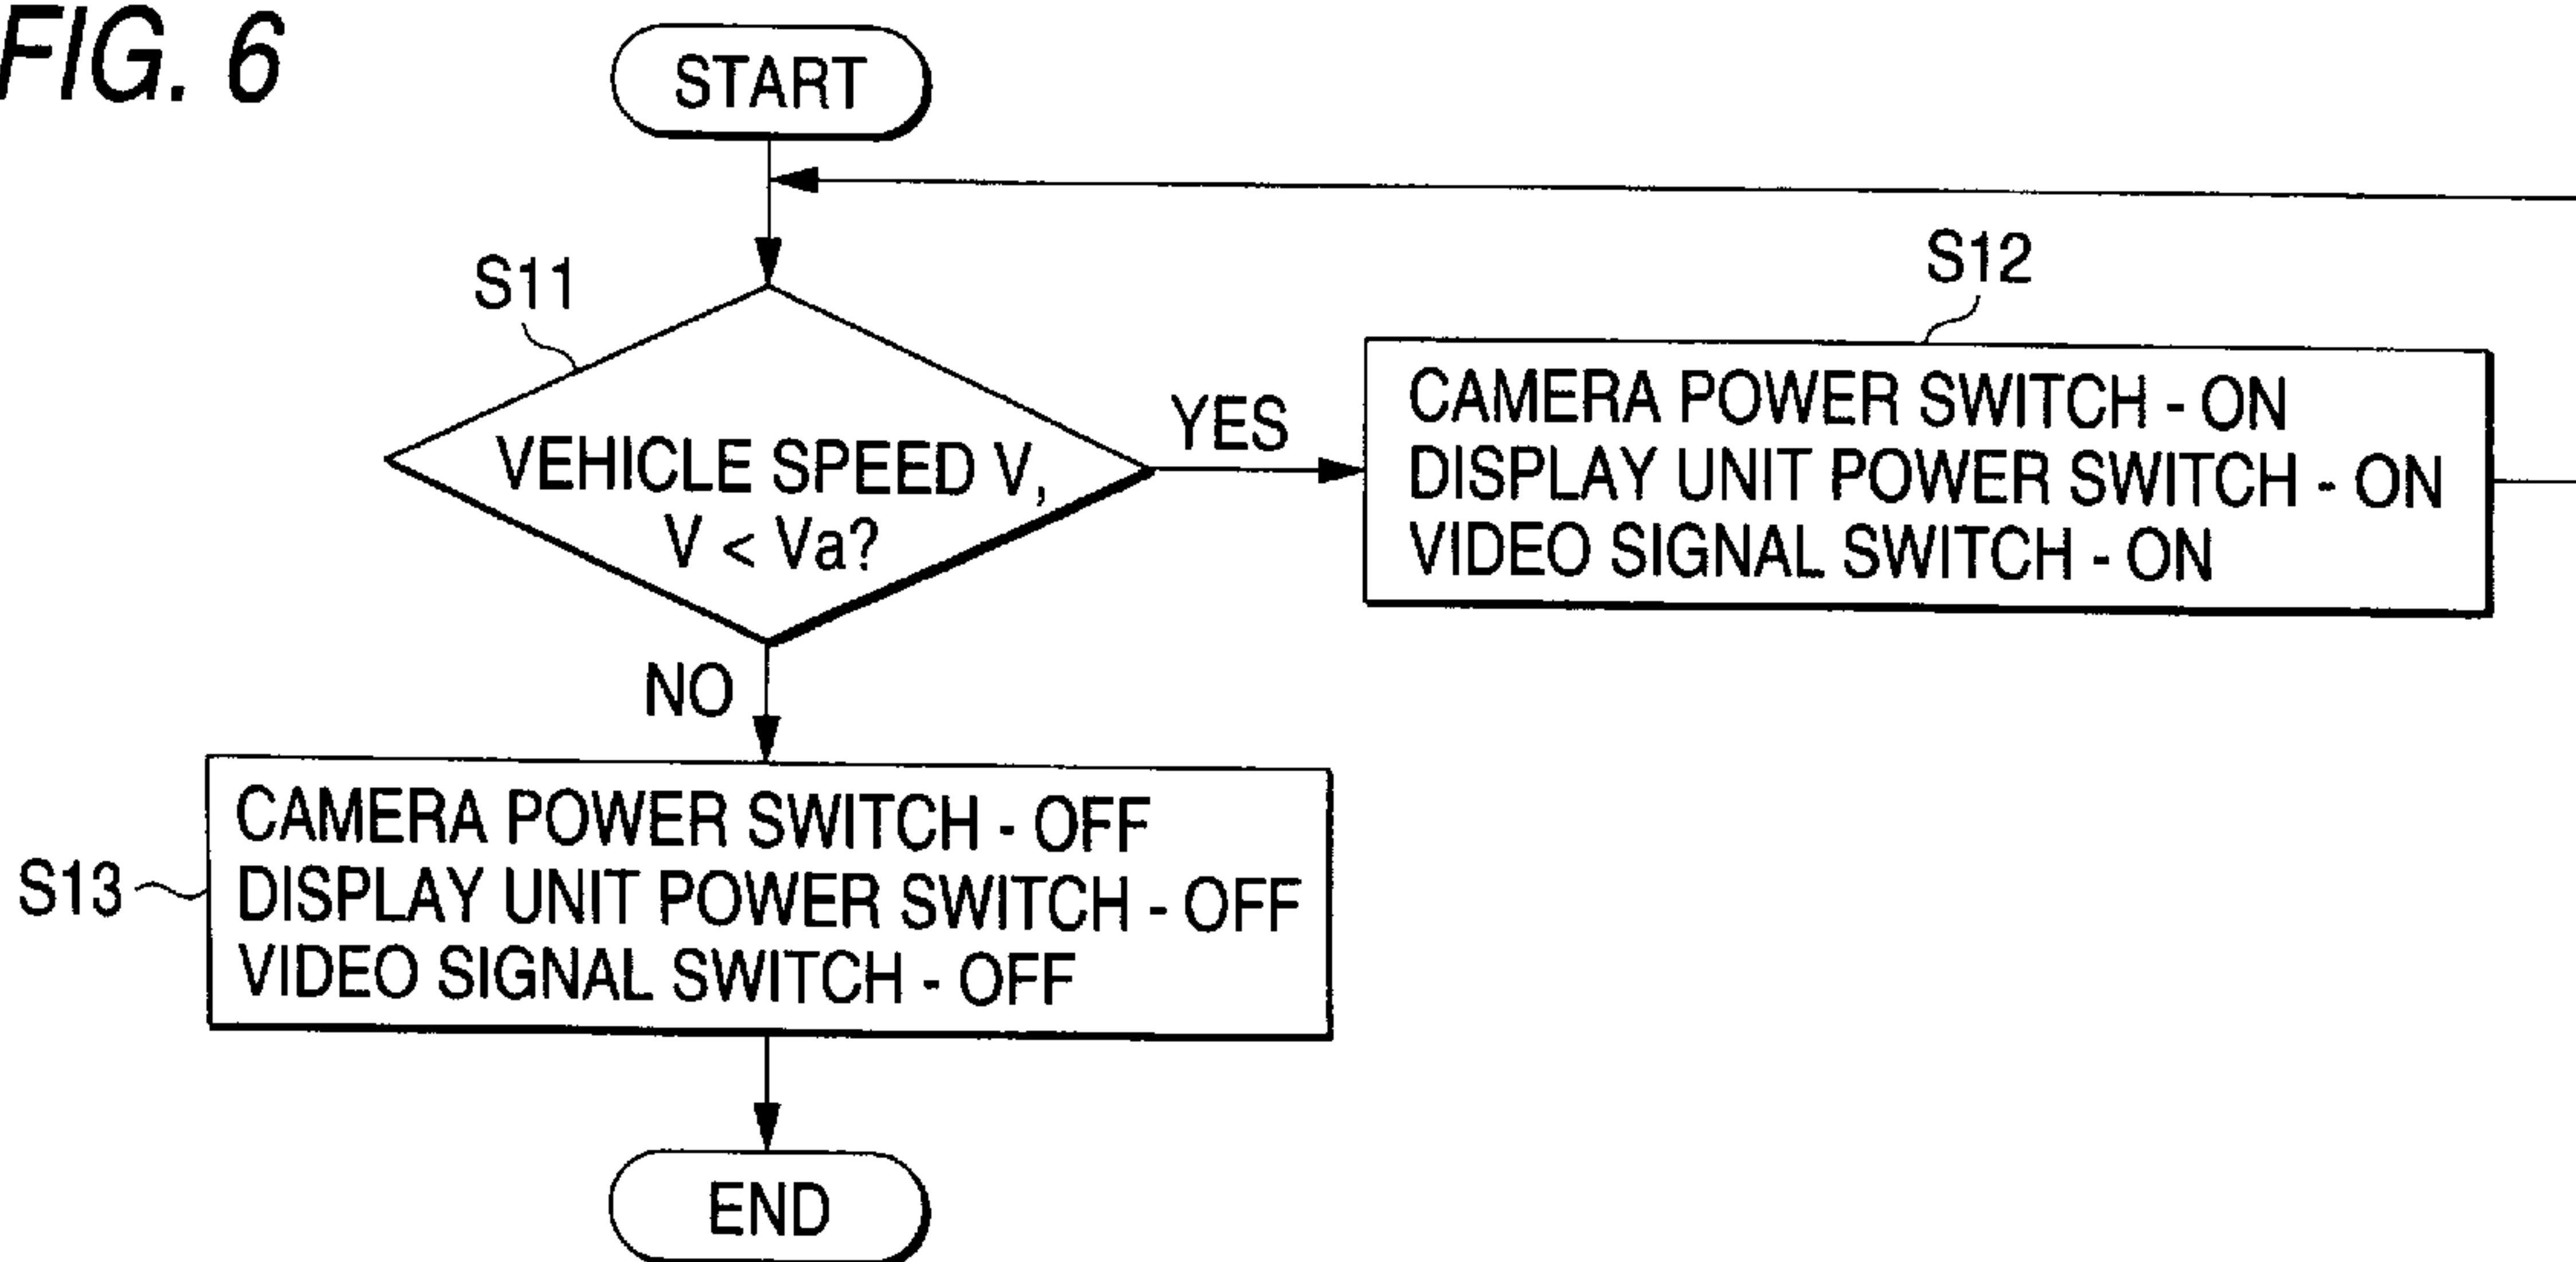 FIG. 6
START
S11
VEHICLE SPEED V,
V < Va?
YES
S12
CAMERA POWER SWITCH - ON
DISPLAY UNIT POWER SWITCH - ON
VIDEO SIGNAL SWITCH - ON
NO
S13
CAMERA POWER SWITCH - OFF
DISPLAY UNIT POWER SWITCH - OFF
VIDEO SIGNAL SWITCH - OFF
END